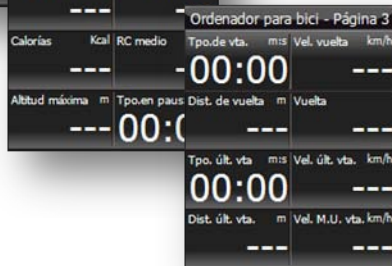 ---
Calorías Kcal RC medio
---
Altitud máxima m Tpo.en paus
--- 00:
Ordenador para bici - Página 3
Tpo.de vta. m:s Vel. vuelta km/h
00:00 ---
Dist. de vuelta m Vuelta
--- ---
Tpo. últ. vta m:s Vel. últ. vta. km/h
00:00 ---
Dist. últ. vta. m Vel. M.U. vta. km/h
--- ---